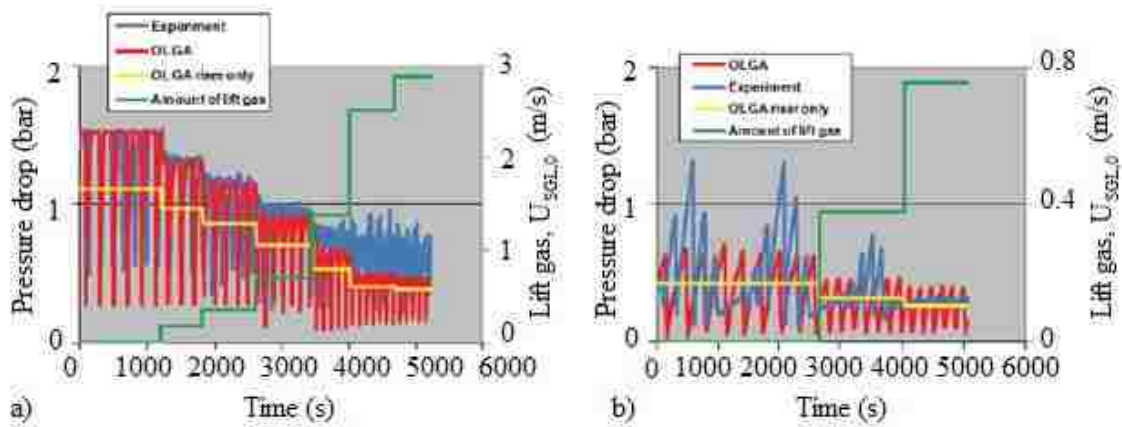 Experiment
OLGA
OLGA riser only
Amount of lift gas
2
1
0
Pressure drop (bar)
3
2
1
0
Lift gas, USGL,0 (m/s)
0 1000 2000 3000 4000 5000 6000
a) Time (s)
OLGA
Experiment
OLGA riser only
Amount of lift gas
2
1
0
Pressure drop (bar)
0.8
0.4
0
Lift gas, USGL,0 (m/s)
0 1000 2000 3000 4000 5000 6000
b) Time (s)